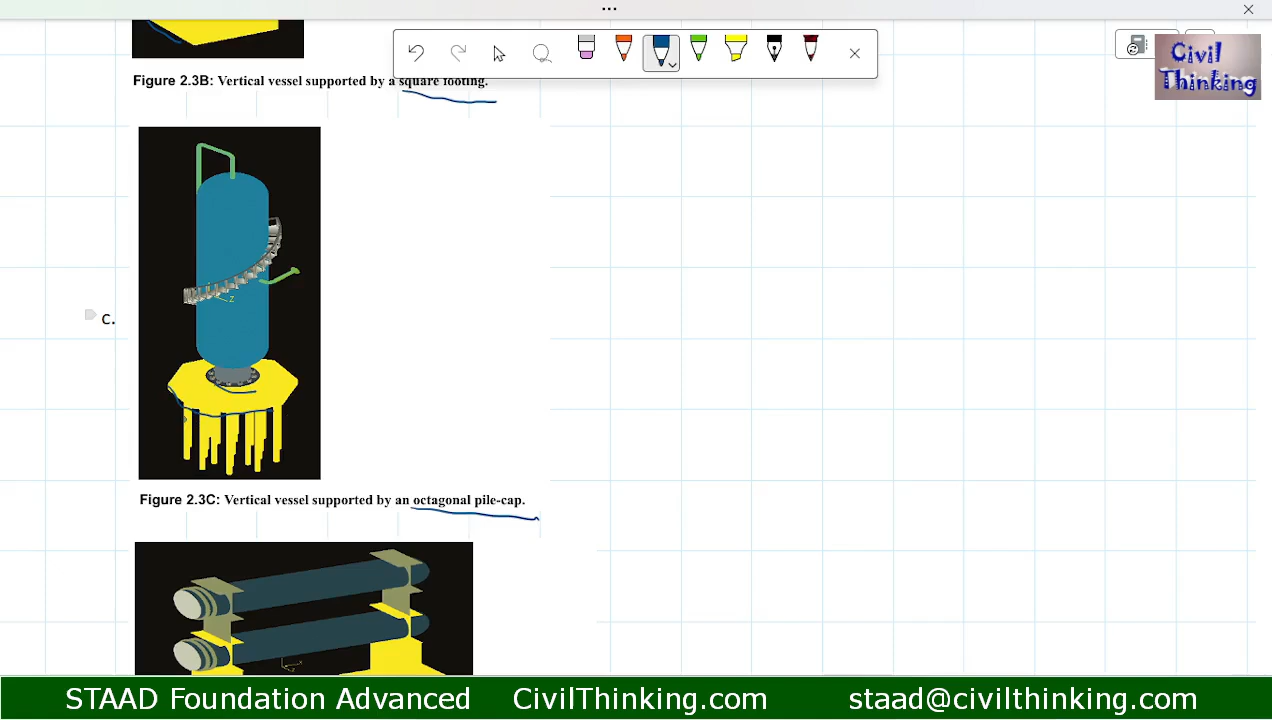 Civil
Thinking
Figure 2.3B: Vertical vessel supported by a square footing.
z
c.
Figure 2.3C: Vertical vessel supported by an octagonal pile-cap.
STAAD Foundation Advanced CivilThinking.com staad@civilthinking.com